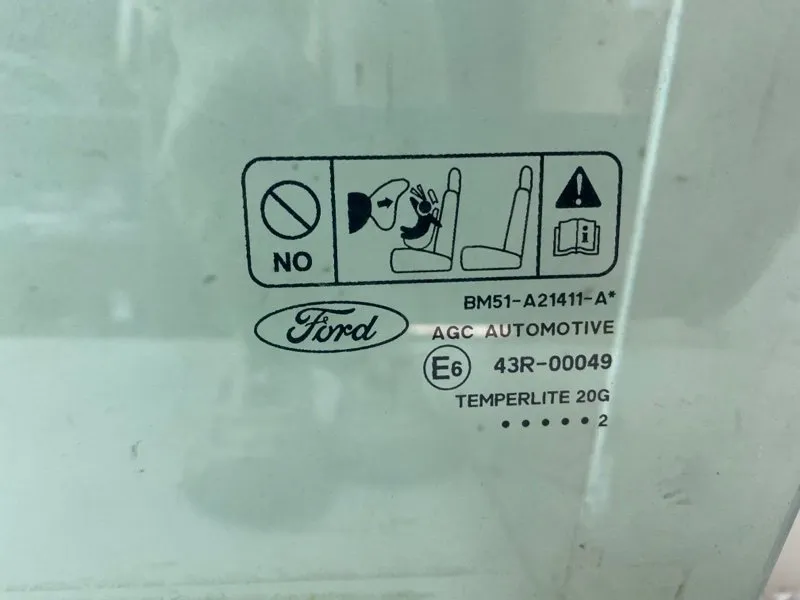 NO
BM51-A21411-A*
Ford
AGC AUTOMOTIVE
E6 43R-00049
TEMPERLITE 20G
• • • • • 2